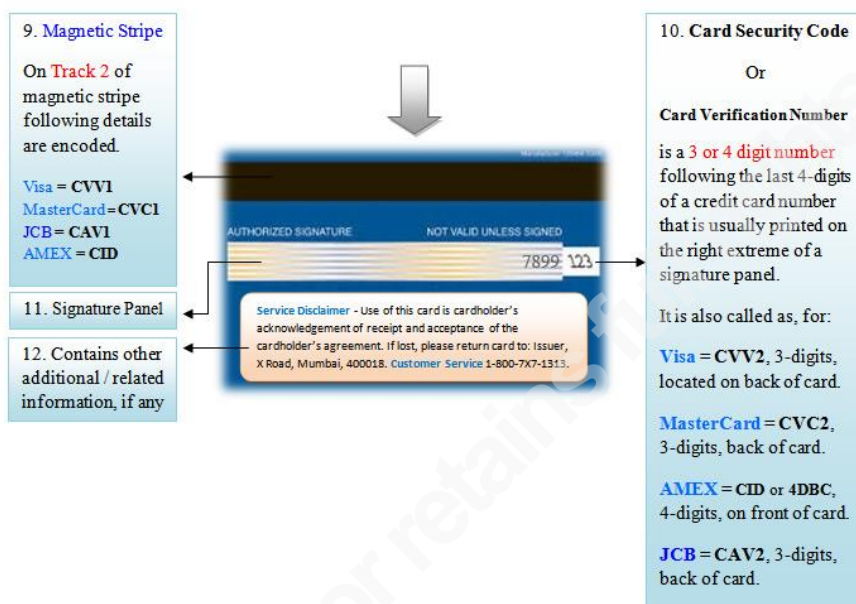 9. Magnetic Stripe
On Track 2 of
magnetic stripe
following details
are encoded.
Visa = CVV1
MasterCard = CVC1
JCB = CAV1
AMEX = CID
11. Signature Panel
12. Contains other
additional / related
information, if any
AUTHORIZED SIGNATURE NOT VALID UNLESS SIGNED
7899 123
Service Disclaimer - Use of this card is cardholder's
acknowledgement of receipt and acceptance of the
cardholder's agreement. If lost, please return card to: Issuer,
X Road, Mumbai, 400018. Customer Service 1-800-7X7-1313.
10. Card Security Code
Or
Card Verification Number
is a 3 or 4 digit number
following the last 4-digits
of a credit card number
that is usually printed on
the right extreme of a
signature panel.
It is also called as, for:
Visa = CVV2, 3-digits,
located on back of card.
MasterCard = CVC2,
3-digits, back of card.
AMEX = CID or 4DBC,
4-digits, on front of card.
JCB = CAV2, 3-digits,
back of card.